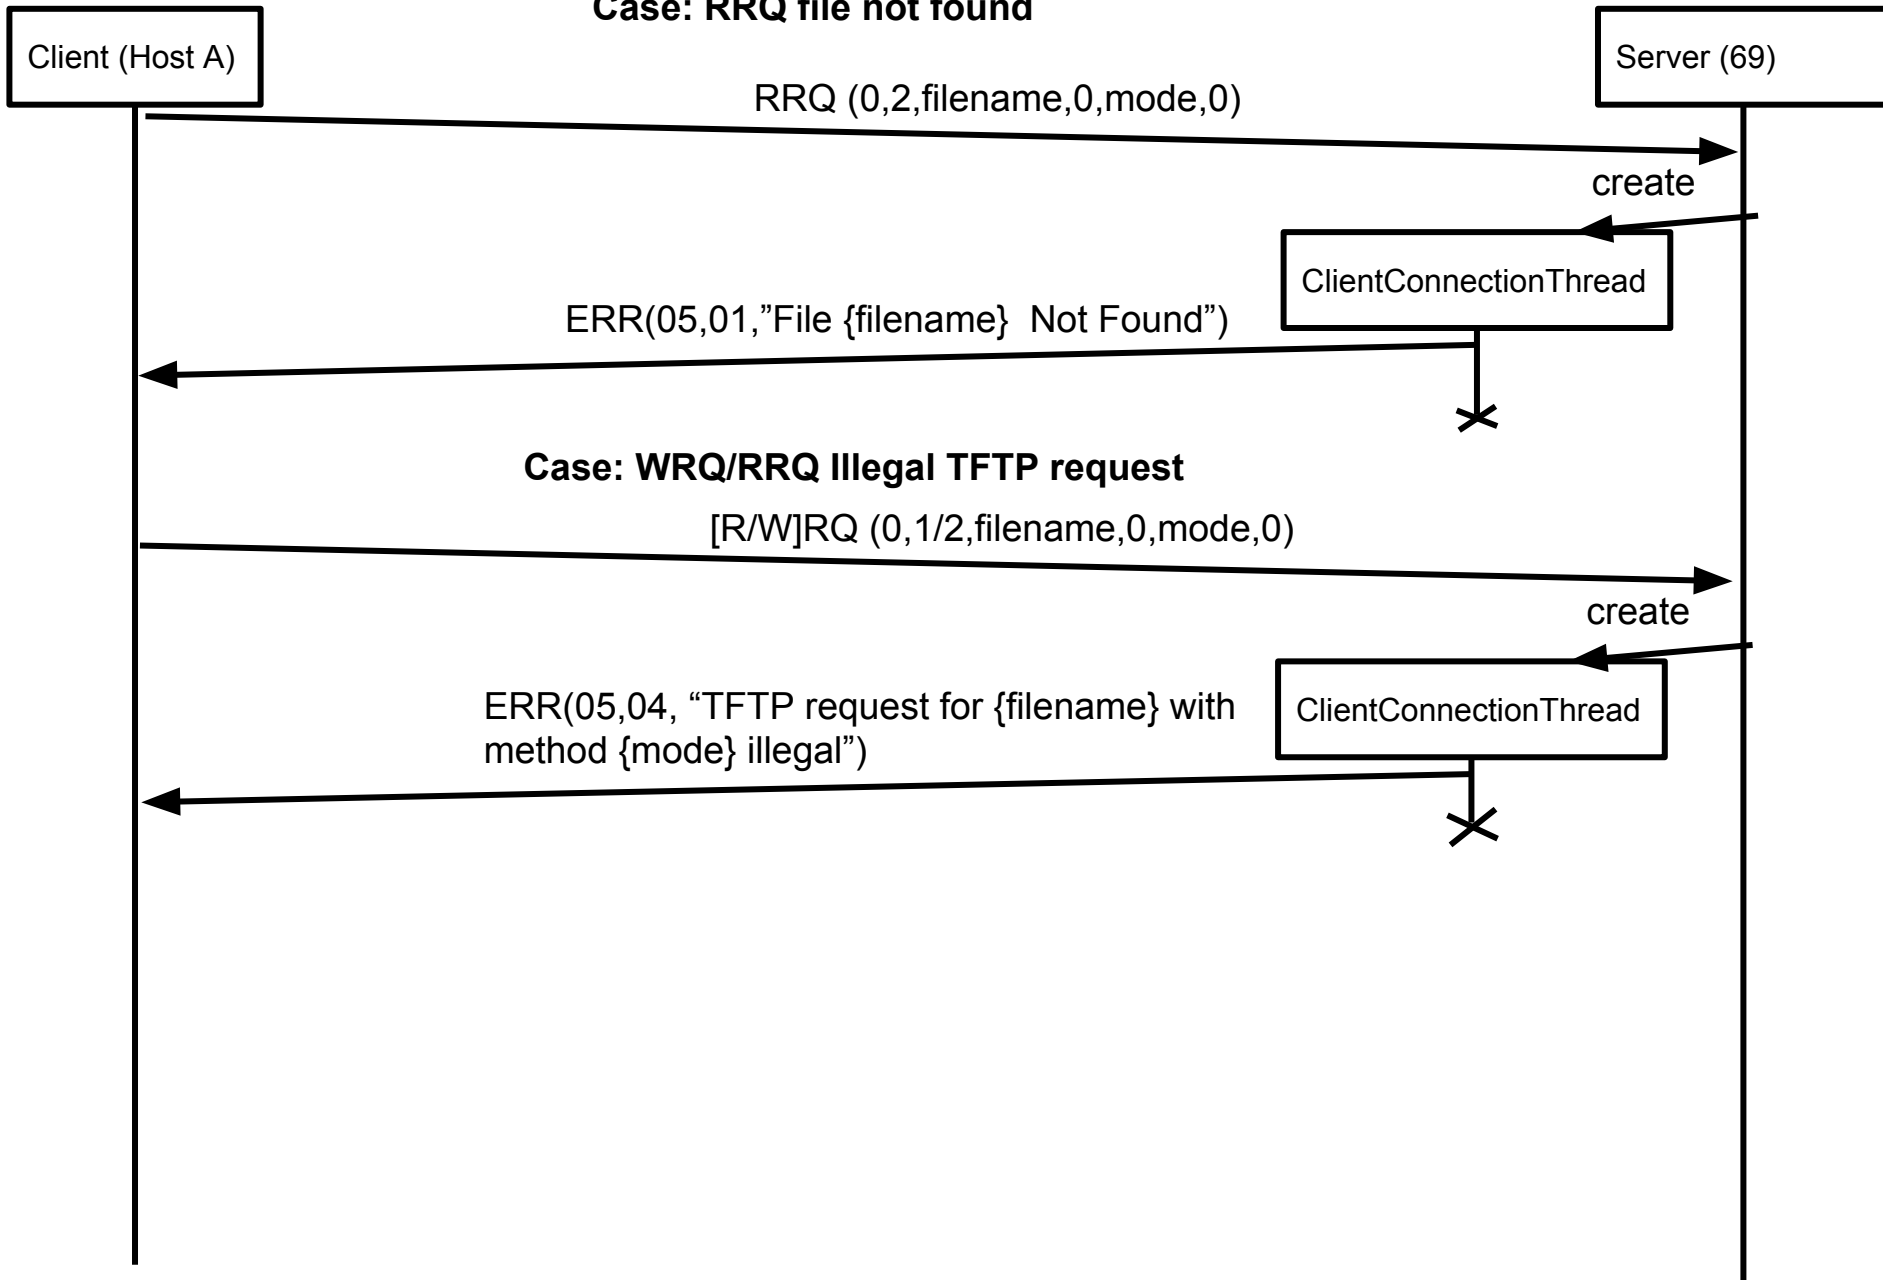 Case: RRQ file not found
Client (Host A)
Server (69)
RRQ (0,2,filename,0,mode,0)
create
ClientConnectionThread
ERR(05,01,”File {filename}  Not Found”)
Case: WRQ/RRQ Illegal TFTP request
[R/W]RQ (0,1/2,filename,0,mode,0)
create
ClientConnectionThread
ERR(05,04, “TFTP request for {filename} with
method {mode} illegal”)